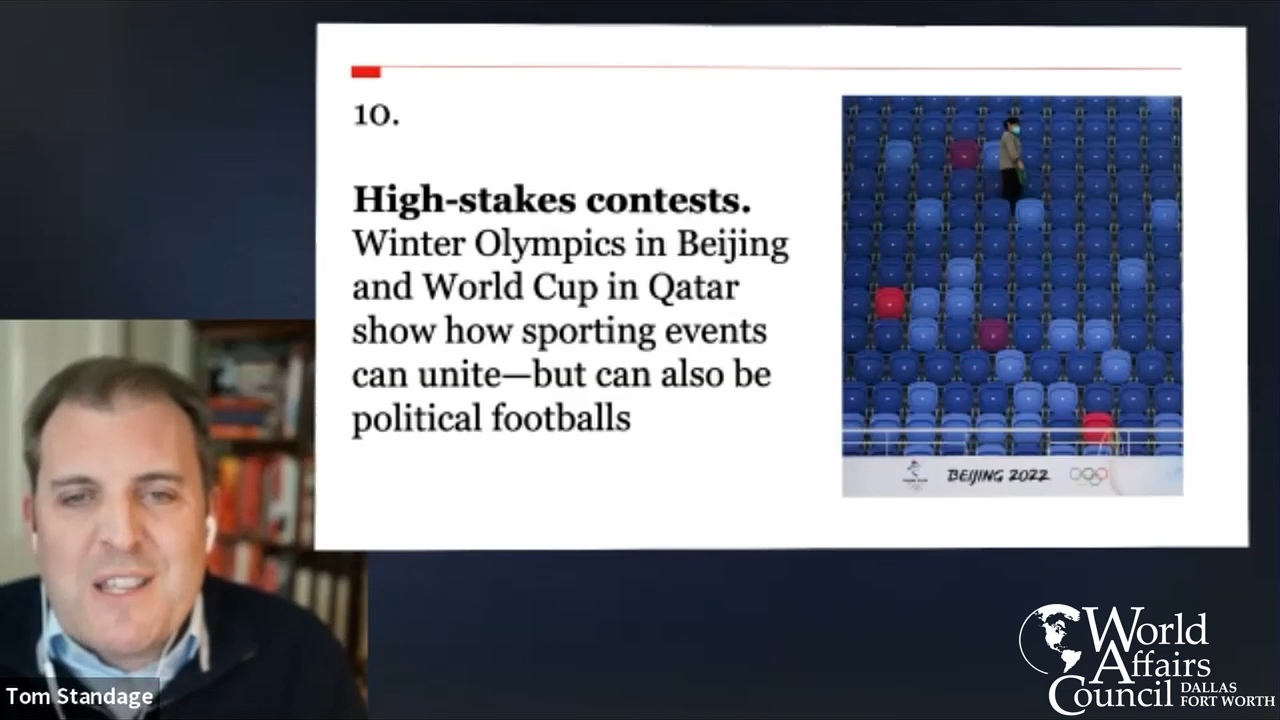 10.
High-stakes contests.
Winter Olympics in Beijing
and World Cup in Qatar
show how sporting events
can unite—but can also be
political footballs
BEIJING 2022
Tom Standage
World
Affairs
Council DALLAS
FORT WORTH